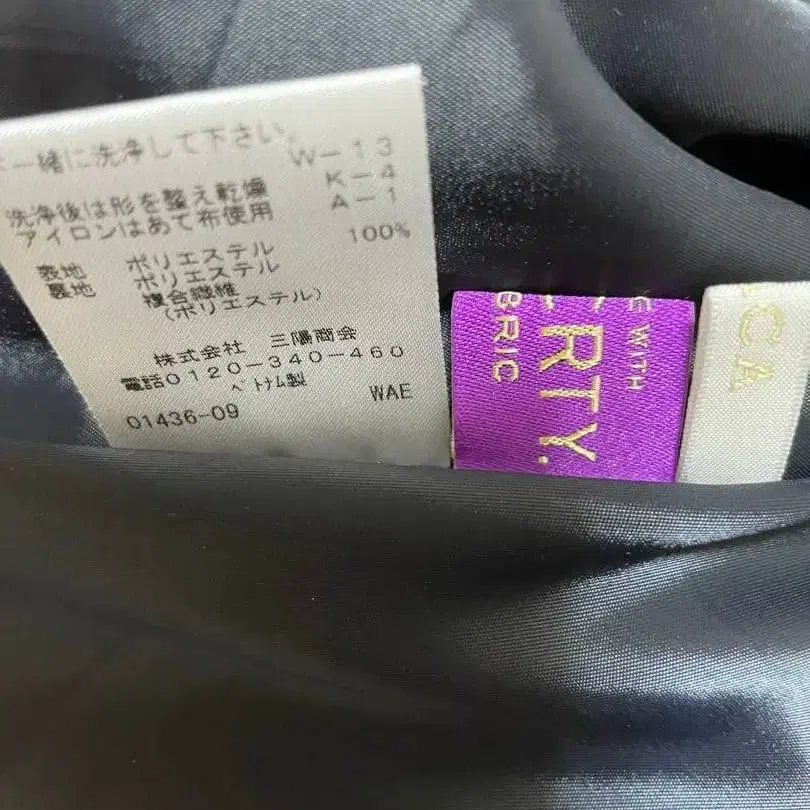 一緒に洗浄して下さい。
W-13
洗浄後は形を整え乾燥 K-4
アイロンはあて布使用 A-1
100%
表地 ポリエステル
裏地 ポリエステル
複合繊維
(ポリエステル)
株式会社 三陽商会
電話0120-340-460
ベトナム製
01436-09 WAE
WITH
RTY.
BRIC
CA